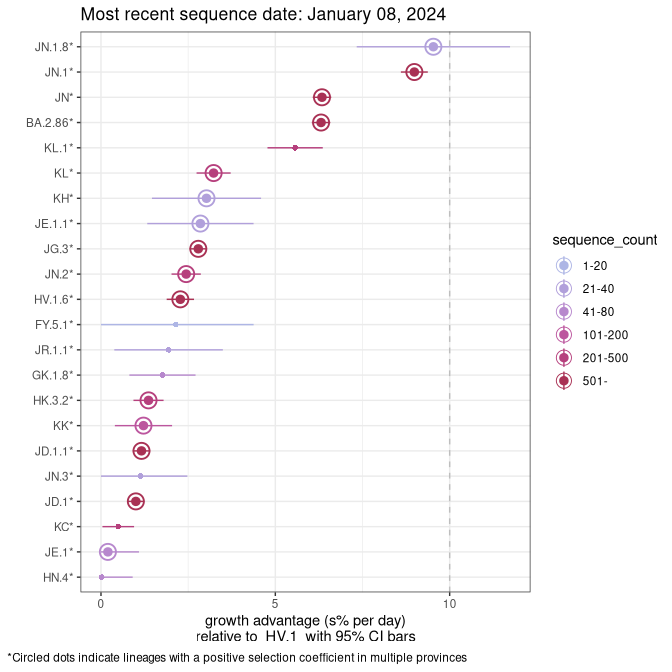 Most recent sequence date: January 08, 2024
JN.1.8*
JN.1*
JN*
BA.2.86*
KL.1*
KL*
KH*
JE.1.1*
JG.3*
JN.2*
HV.1.6*
FY.5.1*
JR.1.1*
GK.1.8*
HK.3.2*
KK*
JD.1.1*
JN.3*
JD.1*
KC*
JE.1*
HN.4*
0 5 10
growth advantage (s% per day)
relative to HV.1 with 95% CI bars
sequence_count
1-20
21-40
41-80
101-200
201-500
501-
*Circled dots indicate lineages with a positive selection coefficient in multiple provinces